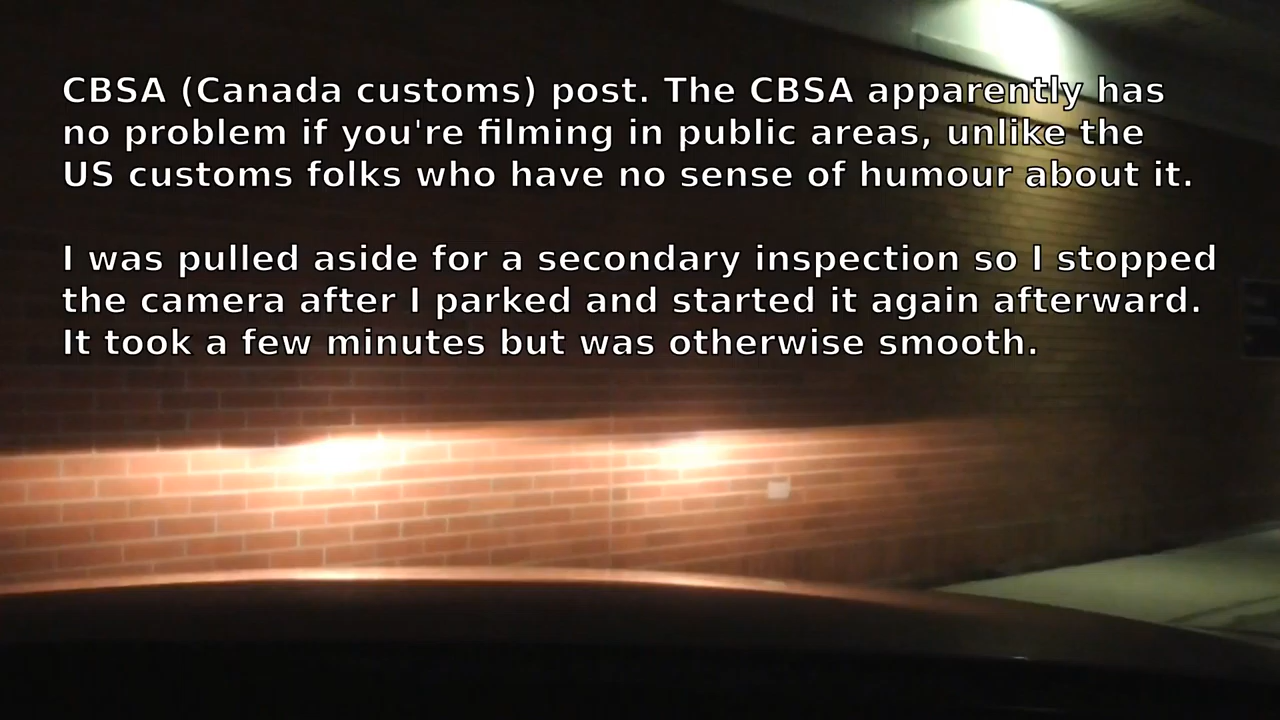 CBSA (Canada customs) post. The CBSA apparently has
no problem if you're filming in public areas, unlike the
US customs folks who have no sense of humour about it.
I was pulled aside for a secondary inspection so I stopped
the camera after I parked and started it again afterward.
It took a few minutes but was otherwise smooth.